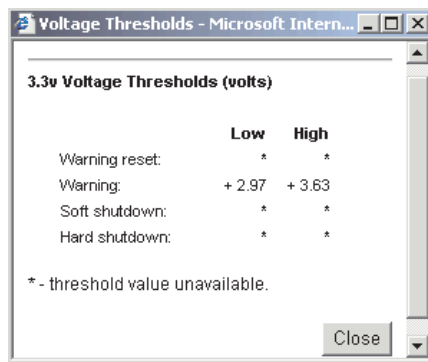 Voltage Thresholds - Microsoft Intern...
3.3v Voltage Thresholds (volts)
Low High
Warning reset: * *
Warning: + 2.97 + 3.63
Soft shutdown: * *
Hard shutdown: * *
* - threshold value unavailable.
Close